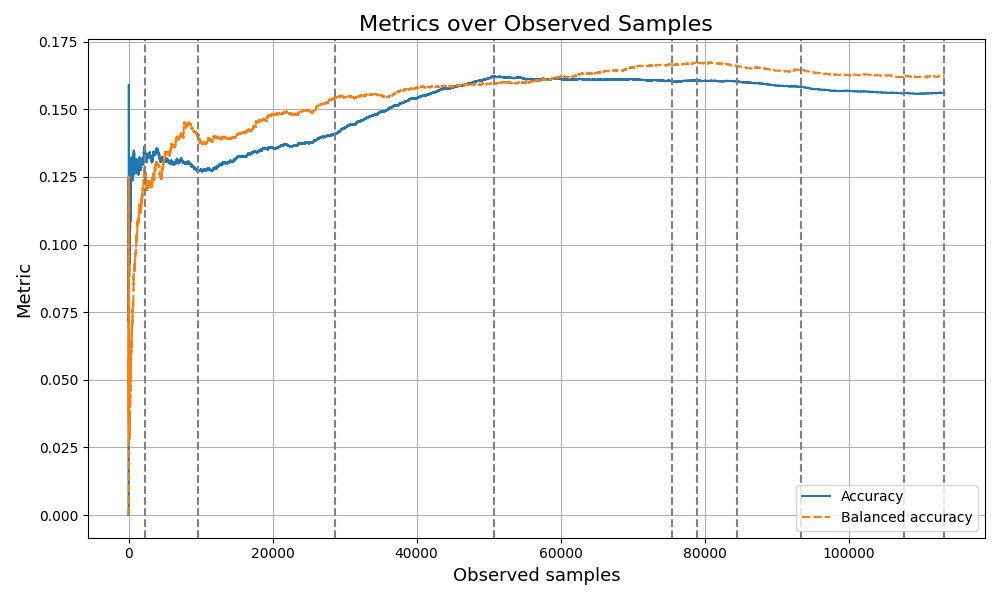 Metrics over Observed Samples
Metric
0.175
0.150
0.125
0.100
0.075
0.050
0.025
0.000
0
20000
40000
60000
80000
100000
Observed samples
Accuracy
Balanced accuracy